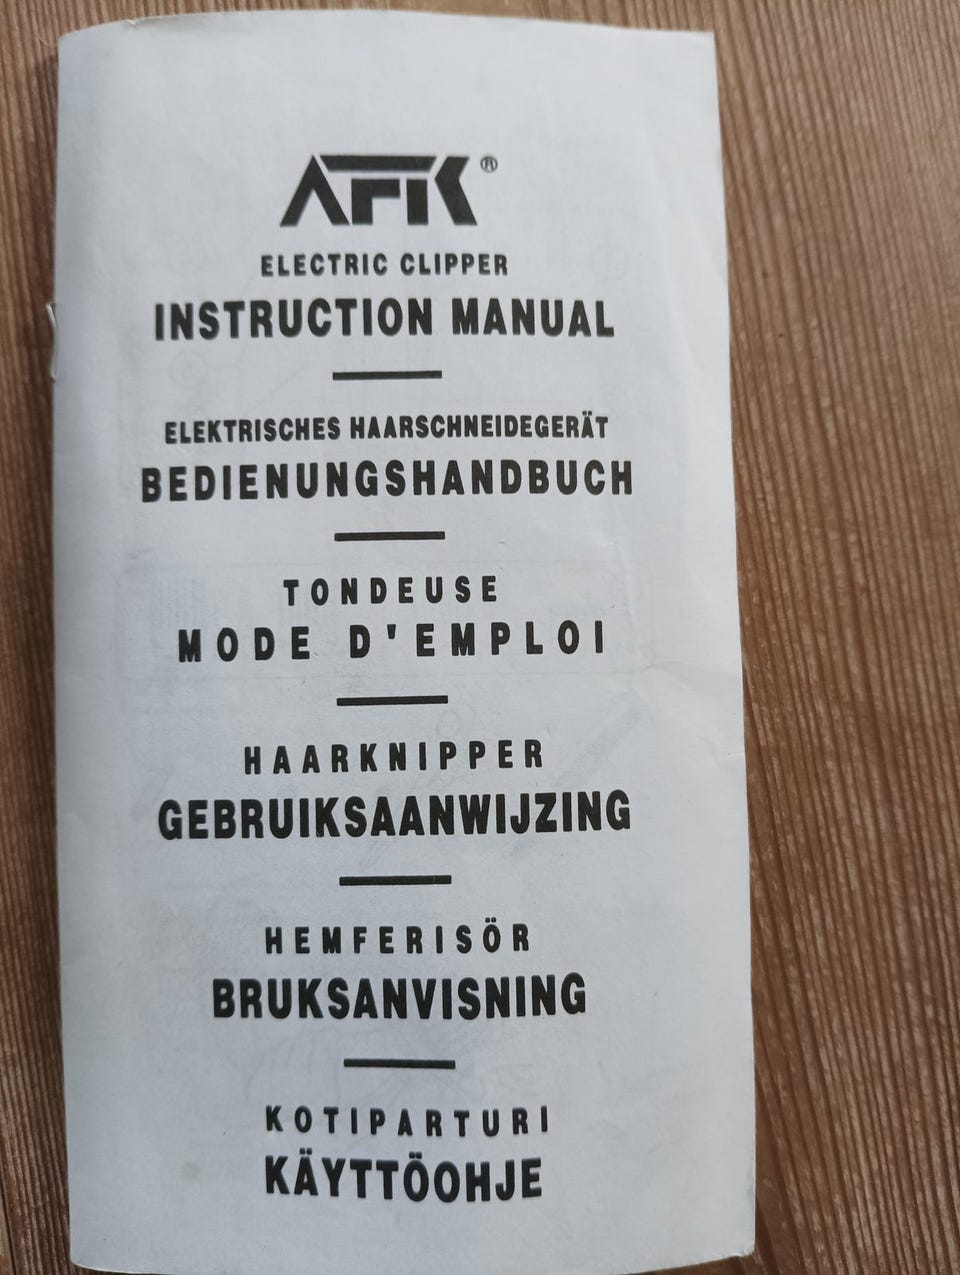 AFK®
ELECTRIC CLIPPER
INSTRUCTION MANUAL
ELEKTRISCHES HAARSCHNEIDEGERÄT
BEDIENUNGSHANDBUCH
TONDEUSE
MODE D'EMPLOI
HAARKNIPPER
GEBRUIKSAANWIJZING
HEMFERISÖR
BRUKSANVISNING
KOTIPARTURI
KÄYTTÖOHJE